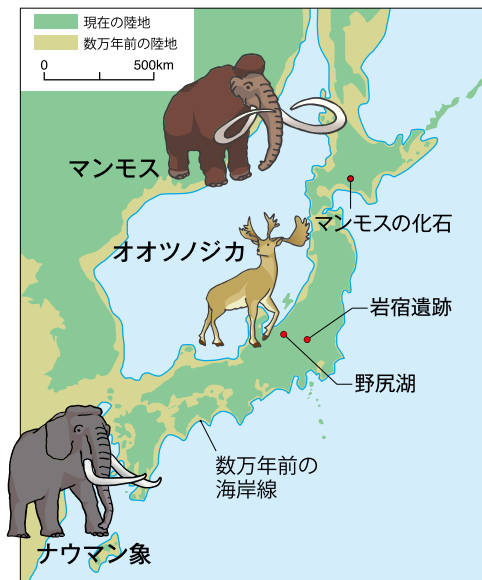 現在の陸地
数万年前の陸地
0 500km
マンモス
マンモスの化石
オオツノジカ
岩宿遺跡
野尻湖
数万年前の
海岸線
ナウマン象